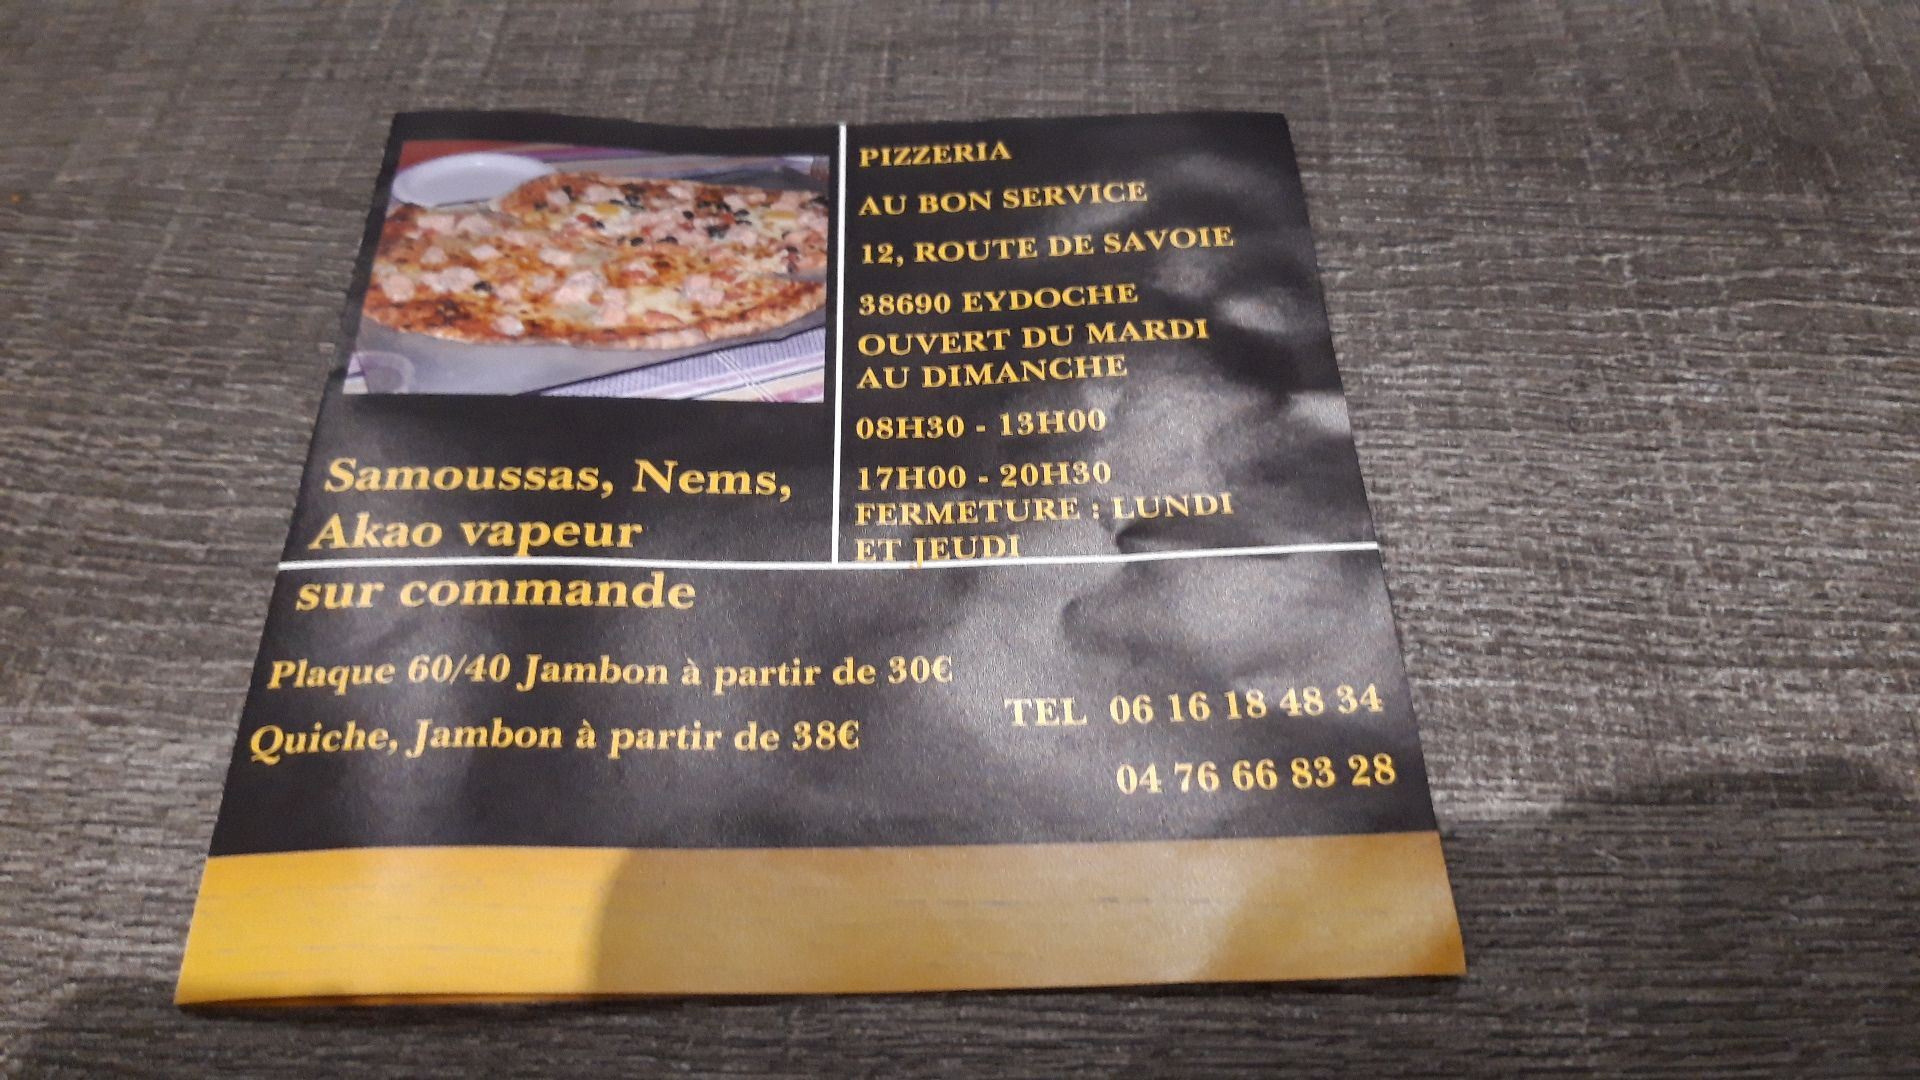 PIZZERIA
AU BON SERVICE
12, ROUTE DE SAVOIE
38690 EYDOCHE
OUVERT DU MARDI
AU DIMANCHE
08H30 - 13H00
17H00 - 20H30
FERMETURE : LUNDI
ET JEUDI
Samoussas, Nems,
Akao vapeur
sur commande
Plaque 60/40 Jambon à partir de 30€
Quiche, Jambon à partir de 38€
TEL 06 16 18 48 34
04 76 66 83 28